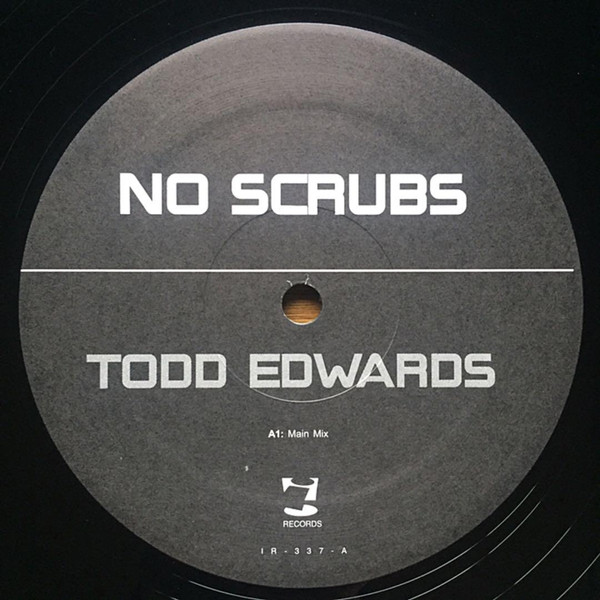 NO SCRUBS
TODD EDWARDS
A1: Main Mix
RECORDS
IR-337-A